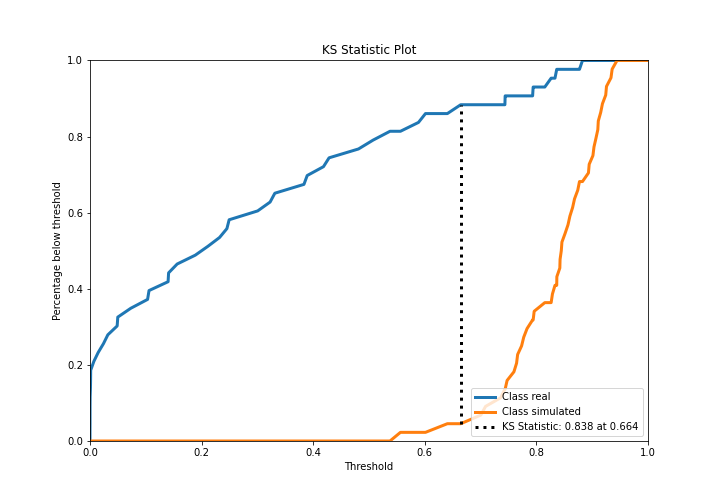 KS Statistic Plot
1.0
0.8
0.6
0.4
0.2
0.0
Percentage below threshold
Class real
Class simulated
KS Statistic: 0.838 at 0.664
0.0 0.2 0.4 0.6 0.8 1.0
Threshold